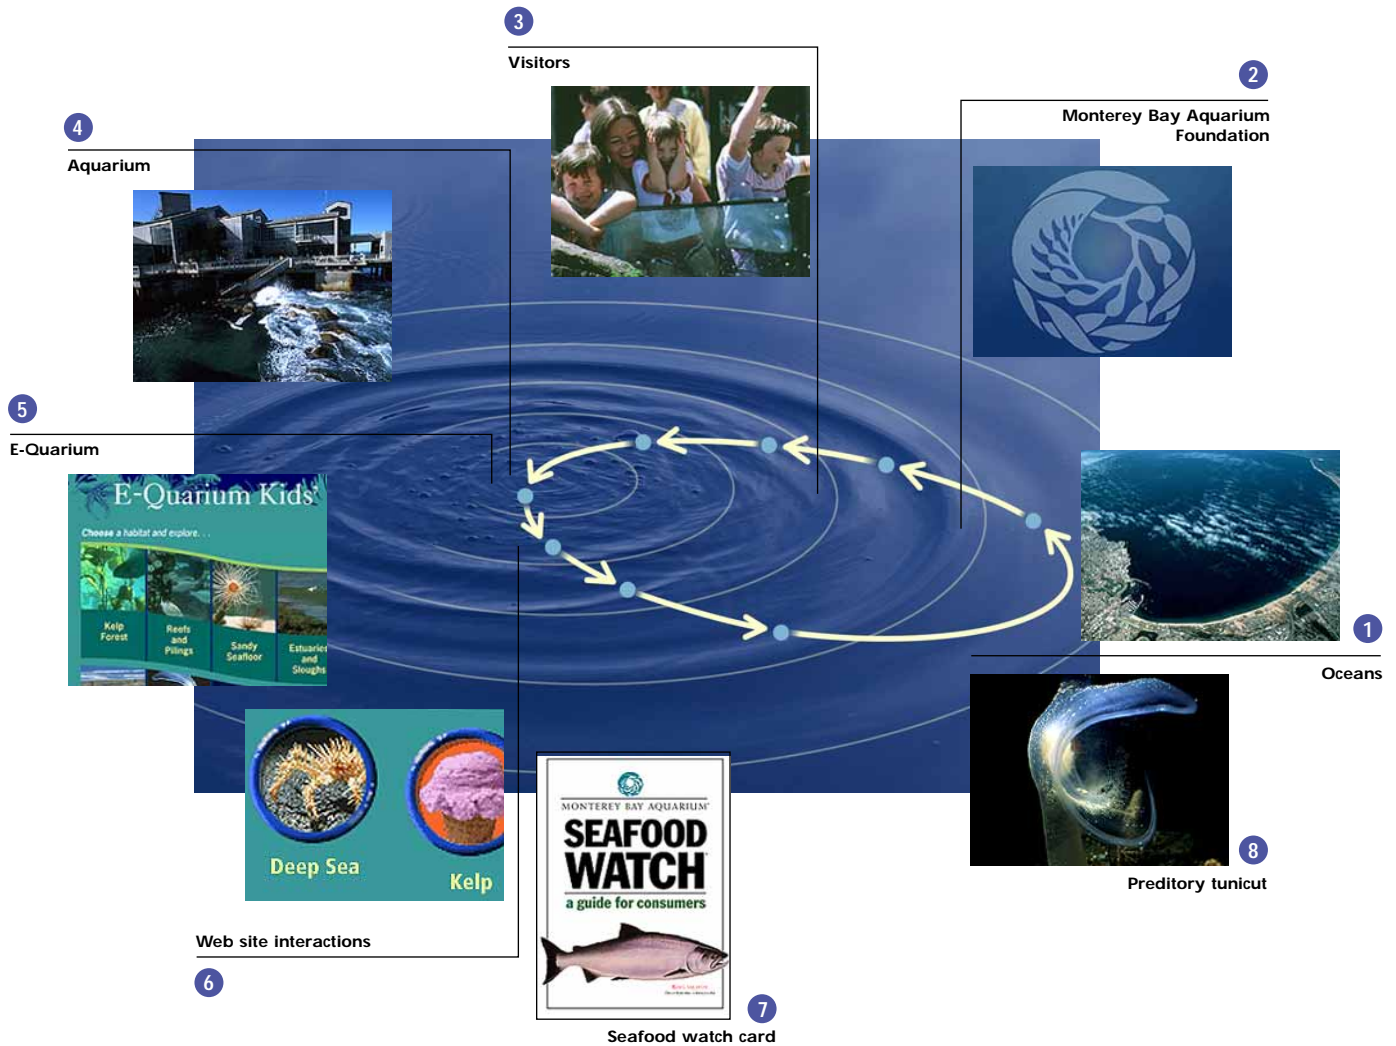 3
Visitors
2
Monterey Bay Aquarium
Foundation
4
Aquarium
5
E-Quarium
E-Quarium Kids
Choose a habitat and explore. . .
Kelp
Forest
Reefs
and
Pilings
Sandy
Seafloor
Estuaries
and
Sloughs
1
Oceans
Deep Sea
Kelp
Web site interactions
6
MONTEREY BAY AQUARIUM
SEAFOOD
WATCH
a guide for consumers
7
Seafood watch card
8
Preditory tunicut